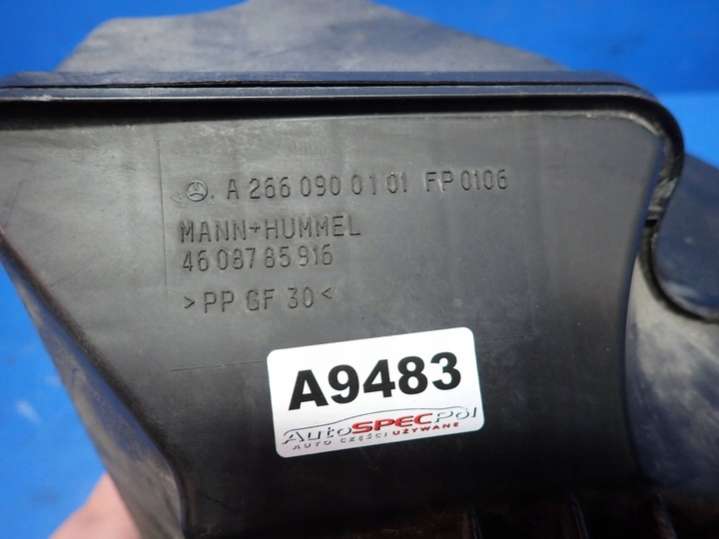 A 266 090 01 01 FP 0106
MANN+HUMMEL
46 087 85 916
>PP GF 30<
A9483
AutoSPECPol
AUTO CZĘŚCI UŻYWANE